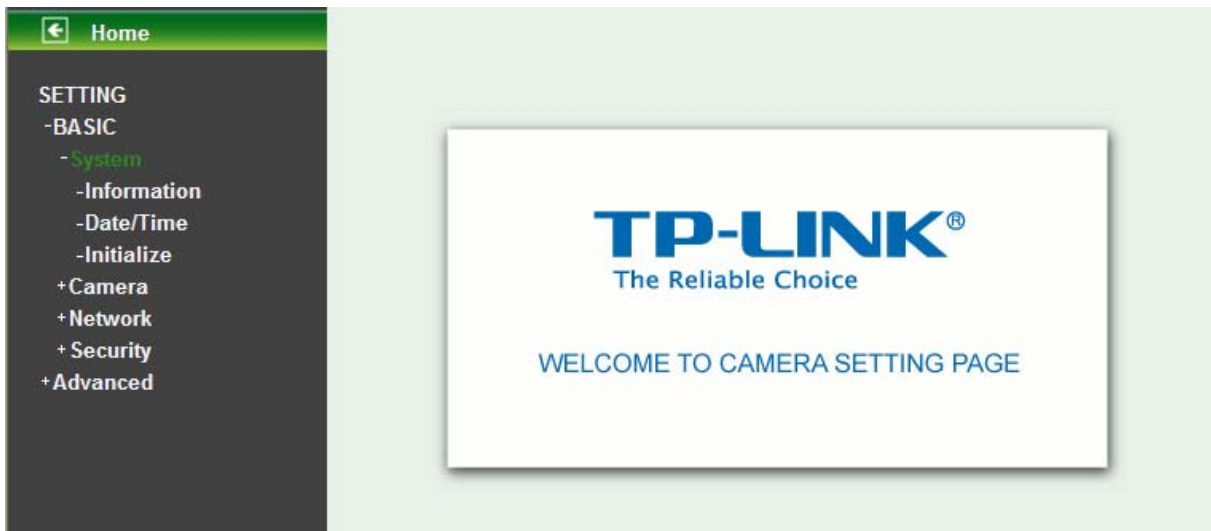 Home
SETTING
-BASIC
-System
-Information
-Date/Time
-Initialize
+Camera
+Network
+Security
+Advanced
TP-LINK®
The Reliable Choice
WELCOME TO CAMERA SETTING PAGE